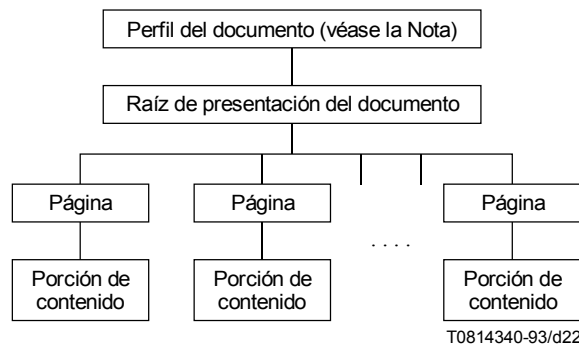 Perfil del documento (véase la Nota)
Raíz de presentación del documento
Página
Página
Página
. . . .
Porción de
contenido
Porción de
contenido
Porción de
contenido
T0814340-93/d22